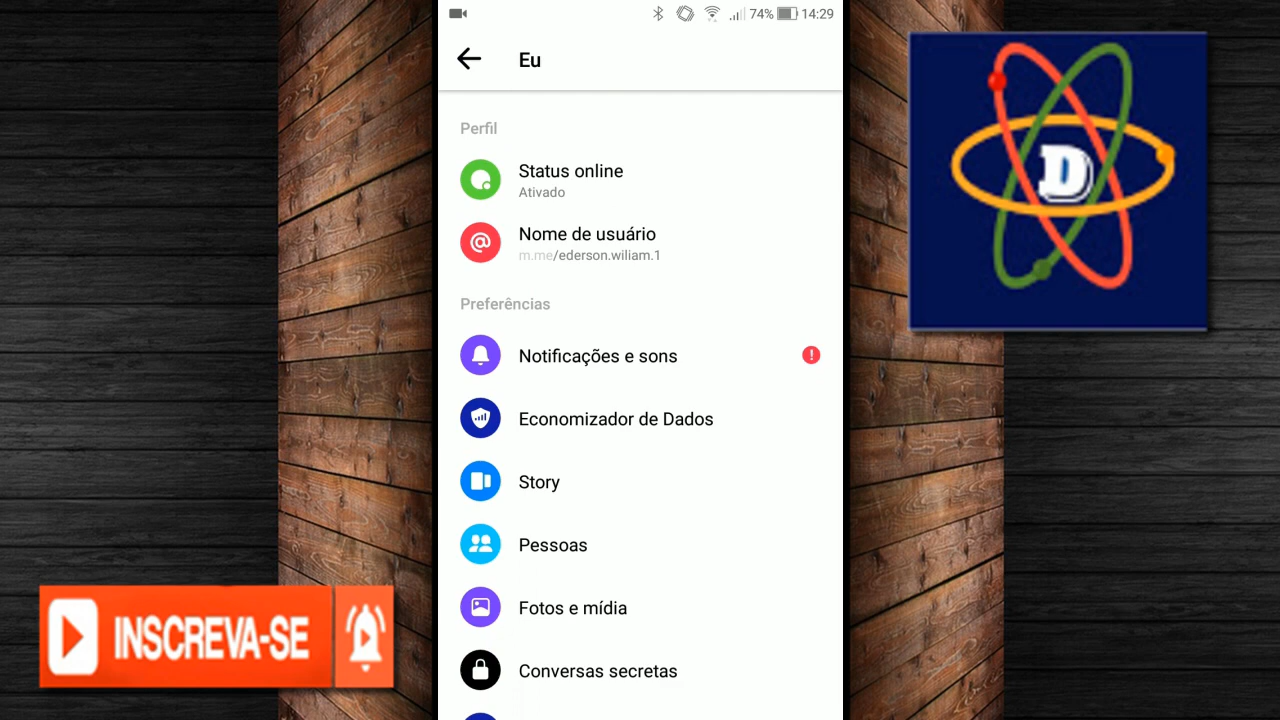 74% 14:29
Eu
Perfil
Status online
Ativado
Nome de usuário
m.me/ederson.wiliam.1
Preferências
Notificações e sons
Economizador de Dados
Story
Pessoas
Fotos e mídia
Conversas secretas
D
INSCREVA-SE